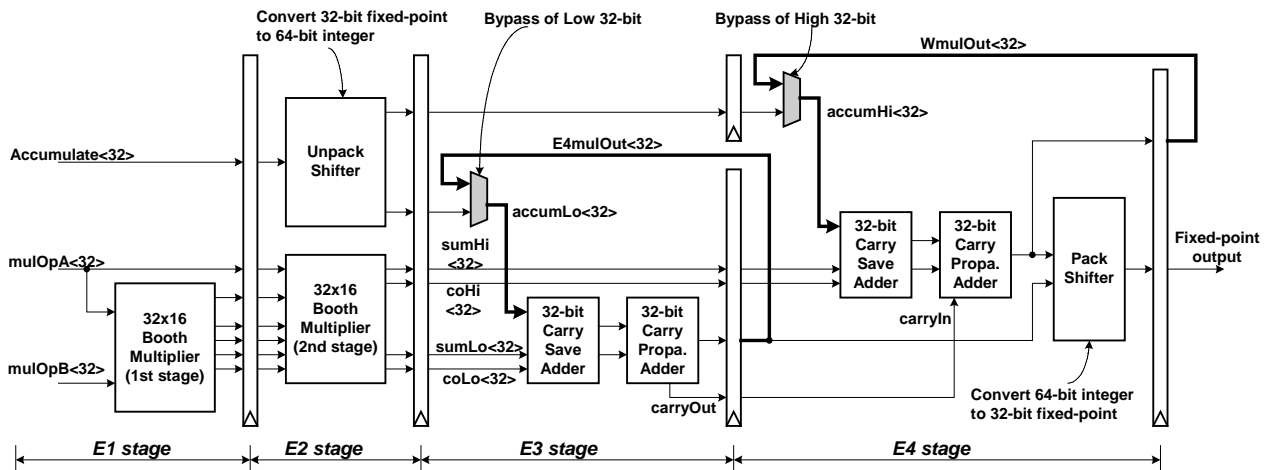 Convert 32-bit fixed-point
to 64-bit integer
Bypass of Low 32-bit
Bypass of High 32-bit
WmulOut<32>
accumHi<32>
Accumulate<32>
Unpack
Shifter
E4mulOut<32>
accumLo<32>
mulOpA<32>
32x16
Booth
Multiplier
(1st stage)
mulOpB<32>
32x16
Booth
Multiplier
(2nd stage)
sumHi
<32>
coHi
<32>
sumLo<32>
coLo<32>
32-bit
Carry
Save
Adder
32-bit
Carry
Propa.
Adder
carryOut
32-bit
Carry
Save
Adder
32-bit
Carry
Propa.
Adder
carryIn
Pack
Shifter
Fixed-point
output
Convert 64-bit integer
to 32-bit fixed-point
E1 stage
E2 stage
E3 stage
E4 stage